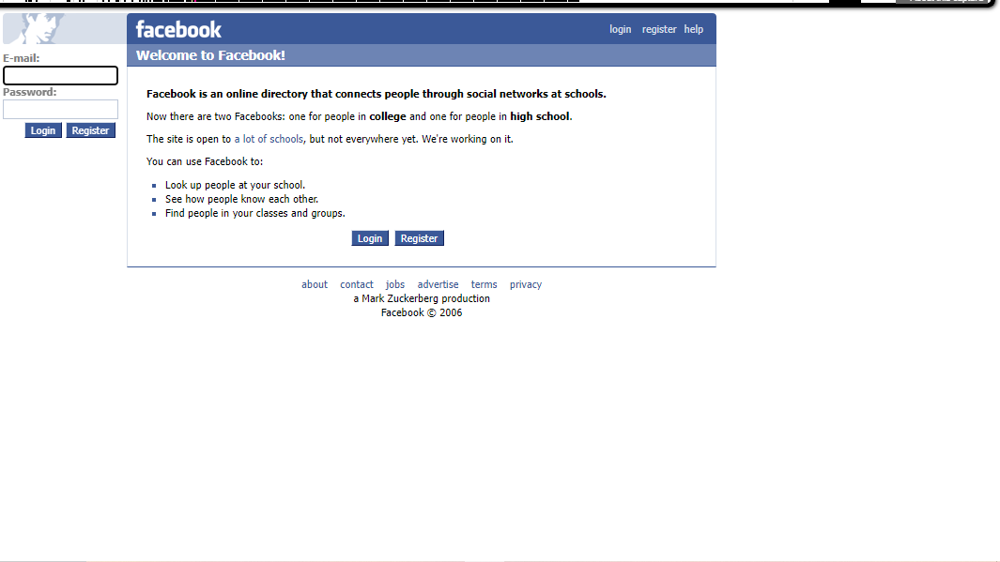 facebook
login register help
E-mail:
Welcome to Facebook!
Password:
Login Register
Facebook is an online directory that connects people through social networks at schools.
Now there are two Facebooks: one for people in college and one for people in high school.
The site is open to a lot of schools, but not everywhere yet. We're working on it.
You can use Facebook to:
Look up people at your school.
See how people know each other.
Find people in your classes and groups.
Login Register
about contact jobs advertise terms privacy
a Mark Zuckerberg production
Facebook © 2006